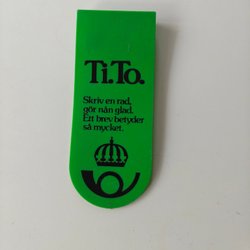 Ti.To.
Skriv en rad,
gör nån glad.
Ett brev betyder
så mycket.